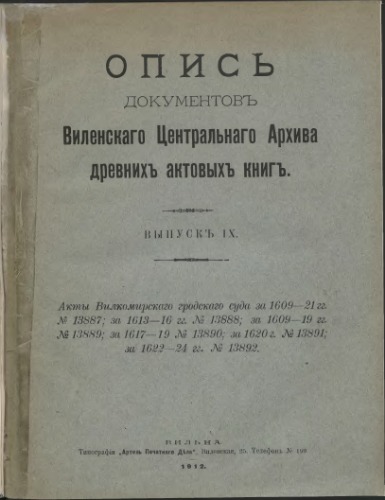 ОПИСЬ
ДОКУМЕНТОВЪ
Виленскаго Центральнаго Архива
древнихъ актовыхъ книгъ.
ВЫПУСКЪ IX.
Акты Вилкомирскаго гродскаго суда за 1609—21 гг.
№ 13887; за 1613—16 гг. № 13888; за 1609—19 гг.
№ 13889; за 1617—19 № 13890; за 1620 г. № 13891;
за 1622—24 гг. № 13892.
ВИЛЬНА.
Типографія „Артель Печатнаго Дѣла“, Виленская, 25. Телефонъ № 198
1912.